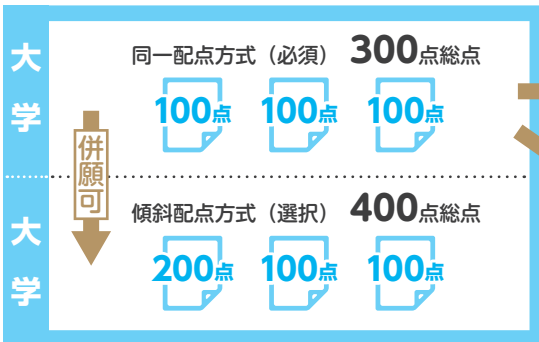 大学
同一配点方式（必須） 300点総点
100点 100点 100点
併願可
大学
傾斜配点方式（選択） 400点総点
200点 100点 100点